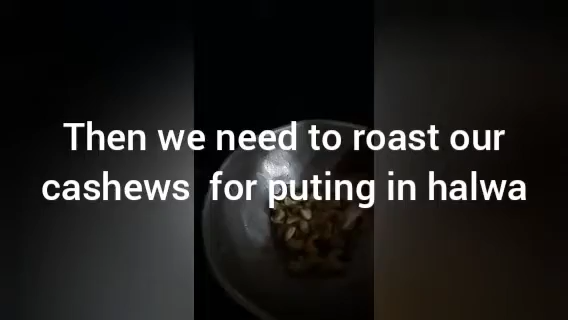 Then we need to roast our
cashews  for puting in halwa